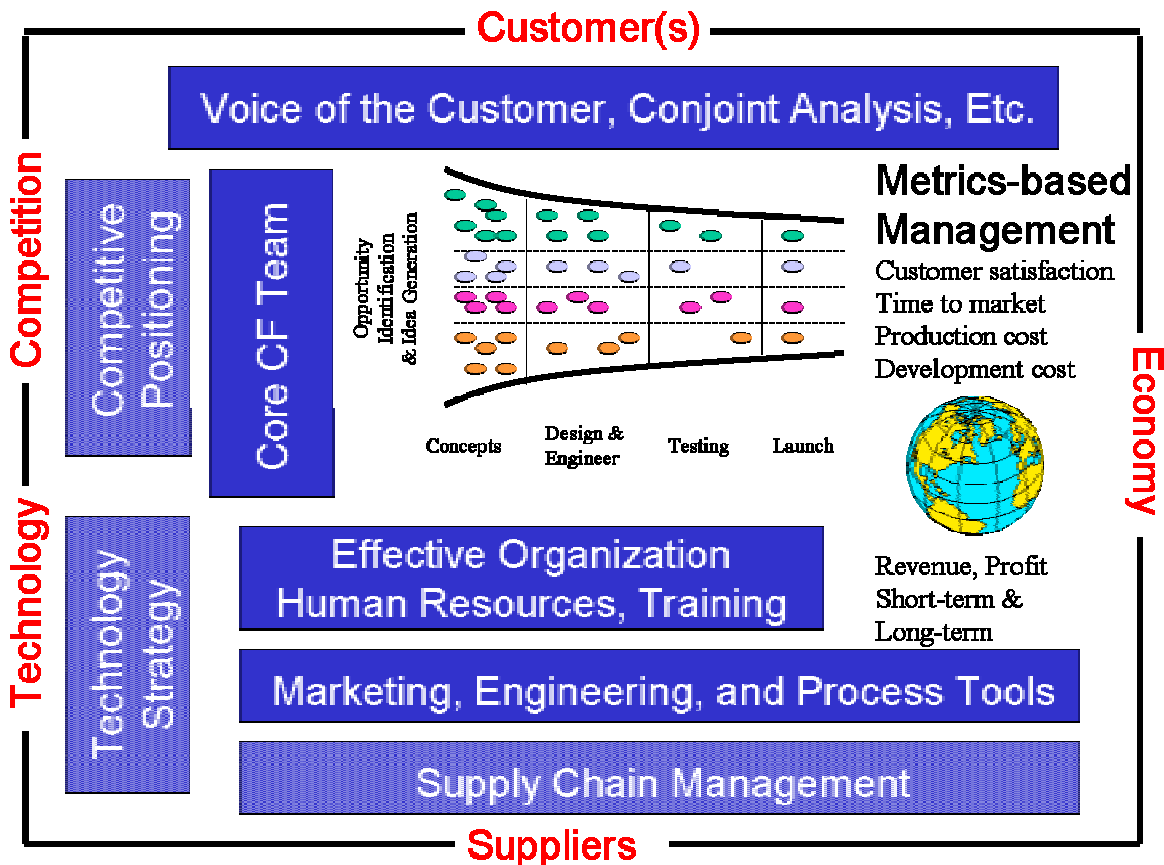 Customer(s)
Voice of the Customer, Conjoint Analysis, Etc.
Competition
Competitive
Positioning
Core CF Team
Opportunity
Identification
& Idea Generation
Concepts
Design &
Engineer
Testing
Launch
Metrics-based
Management
Customer satisfaction
Time to market
Production cost
Development cost
Economy
Revenue, Profit
Short-term &
Long-term
Technology
Technology
Strategy
Effective Organization
Human Resources, Training
Marketing, Engineering, and Process Tools
Supply Chain Management
Suppliers